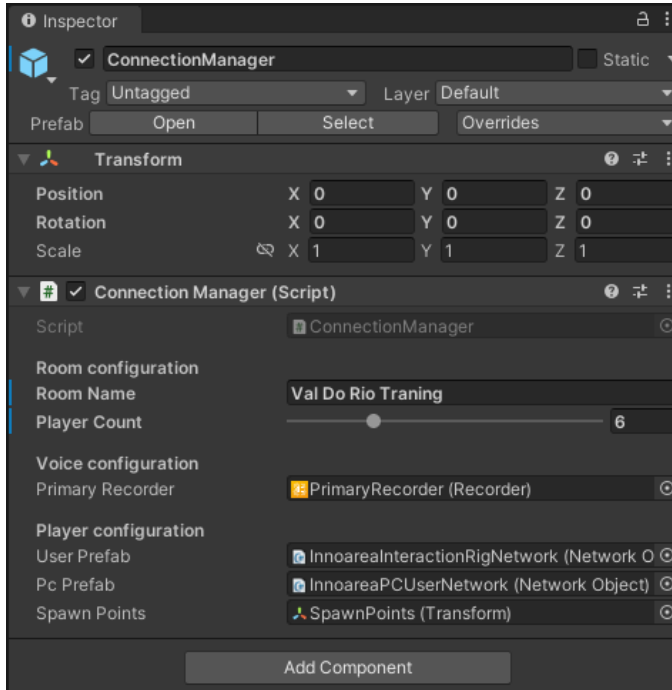 Inspector
ConnectionManager Static
Tag Untagged Layer Default
Prefab Open Select Overrides
Transform
Position X 0 Y 0 Z 0
Rotation X 0 Y 0 Z 0
Scale X 1 Y 1 Z 1
# Connection Manager (Script)
Script ConnectionManager
Room configuration
Room Name Val Do Rio Traning
Player Count 6
Voice configuration
Primary Recorder PrimaryRecorder (Recorder)
Player configuration
User Prefab InnoareaInteractionRigNetwork (Network O
Pc Prefab InnoareaPCUserNetwork (Network Object)
Spawn Points SpawnPoints (Transform)
Add Component